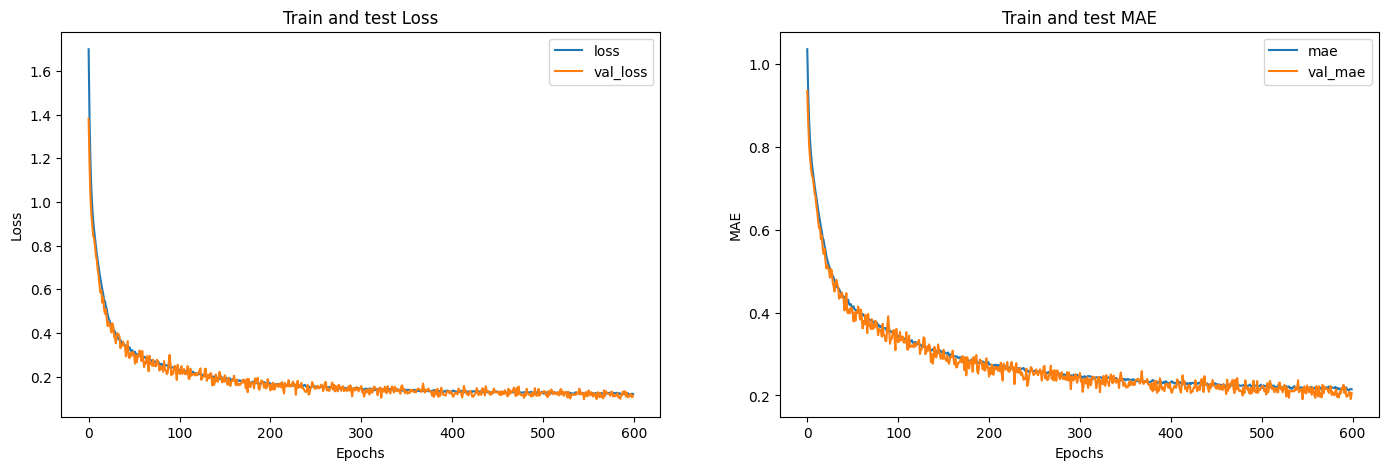 Train and test Loss
loss
val_loss
1.6
1.4
1.2
1.0
0.8
0.6
0.4
0.2
Loss
0 100 200 300 400 500 600
Epochs
Train and test MAE
mae
val_mae
1.0
0.8
0.6
0.4
0.2
MAE
0 100 200 300 400 500 600
Epochs